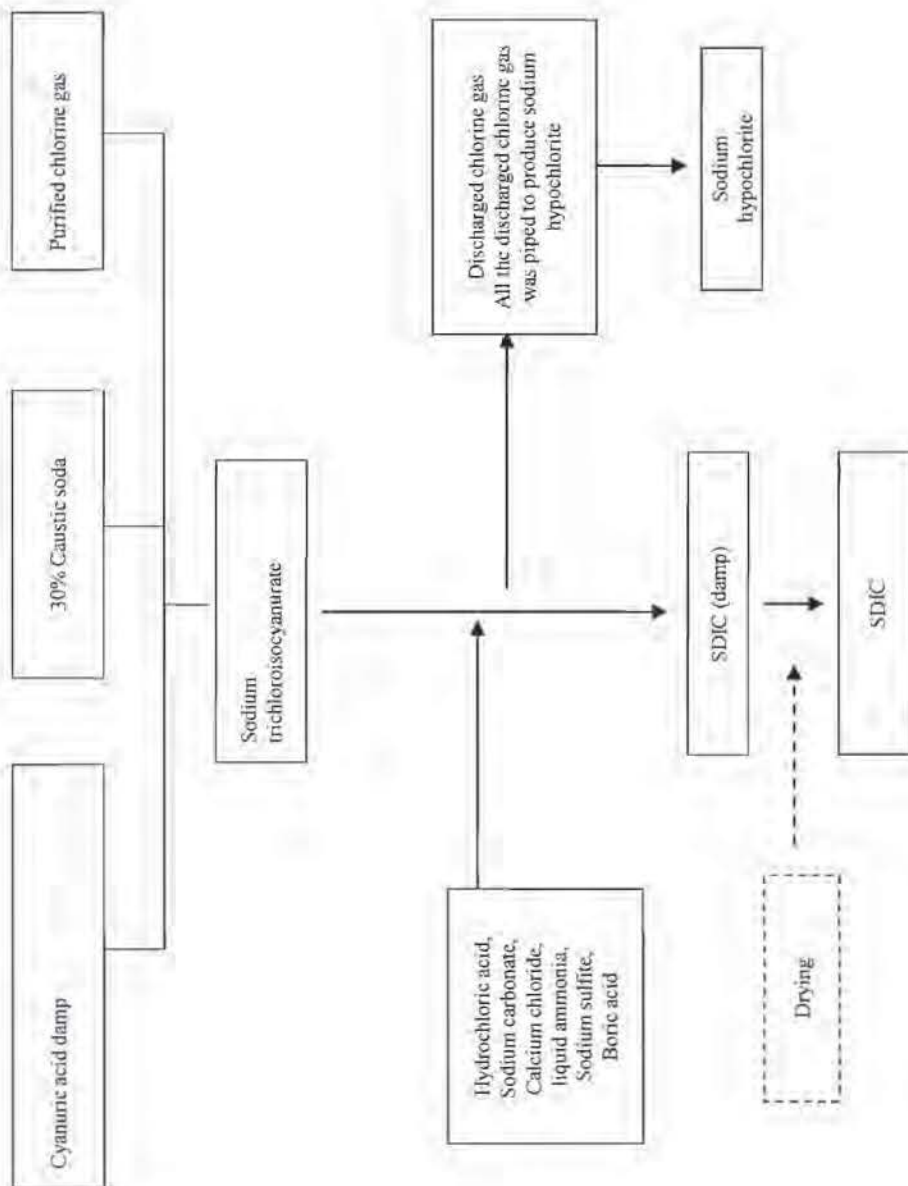 Cyanuric acid damp
30% Caustic soda
Purified chlorine gas
Sodium
trichloroisocyanurate
Hydrochloric acid,
Sodium carbonate,
Calcium chloride,
liquid ammonia,
Sodium sulfite,
Boric acid
Discharged chlorine gas
All the discharged chlorine gas
was piped to produce sodium
hypochlorite
Sodium
hypochlorite
SDIC (damp)
Drying
SDIC